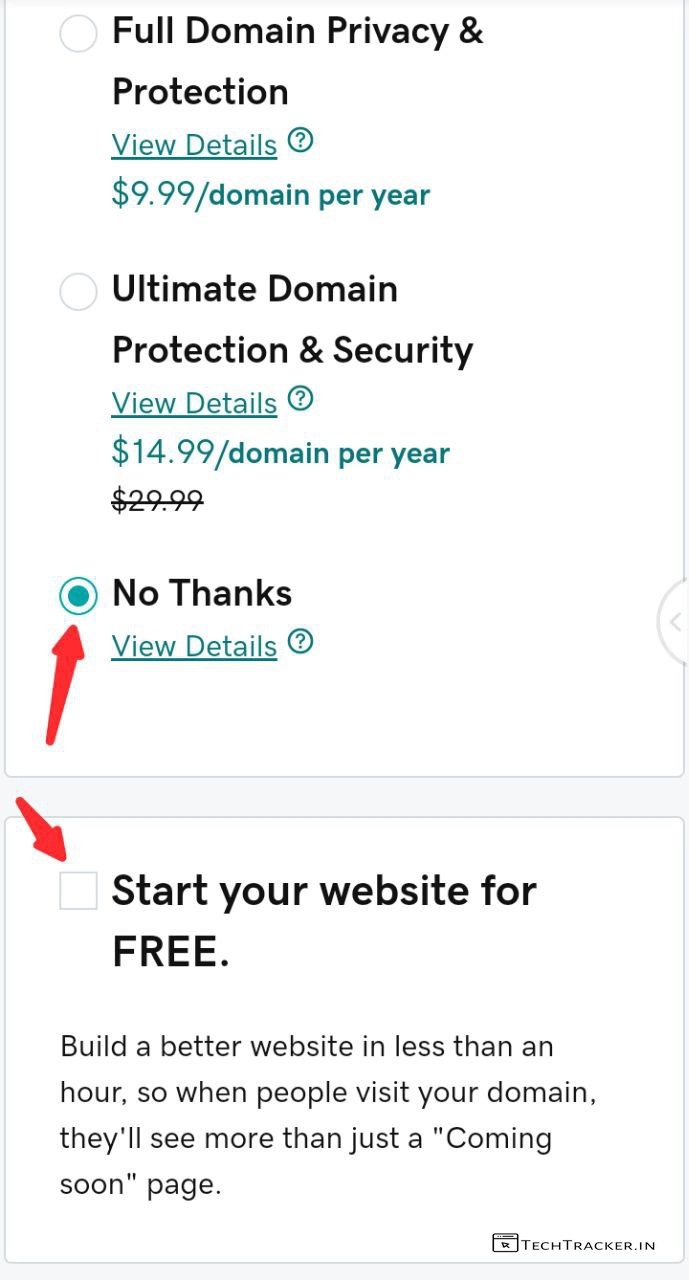 Full Domain Privacy &
Protection
View Details ?
$9.99/domain per year
Ultimate Domain
Protection & Security
View Details ?
$14.99/domain per year
$29.99
No Thanks
View Details ?
Start your website for
FREE.
Build a better website in less than an
hour, so when people visit your domain,
they'll see more than just a "Coming
soon" page.
TECHTRACKER.IN